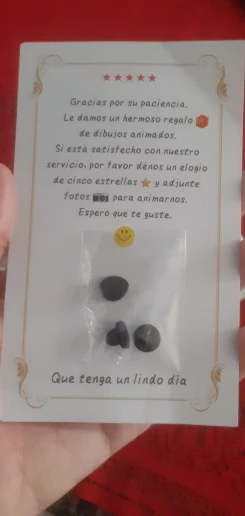 Gracias por su paciencia.
Le damos un hermoso regalo
de dibujos animados.
Si está satisfecho con nuestro
servicio, por favor dénos un elogio
de cinco estrellas y adjunte
fotos para animarnos.
Espero que te guste.
Que tenga un lindo día